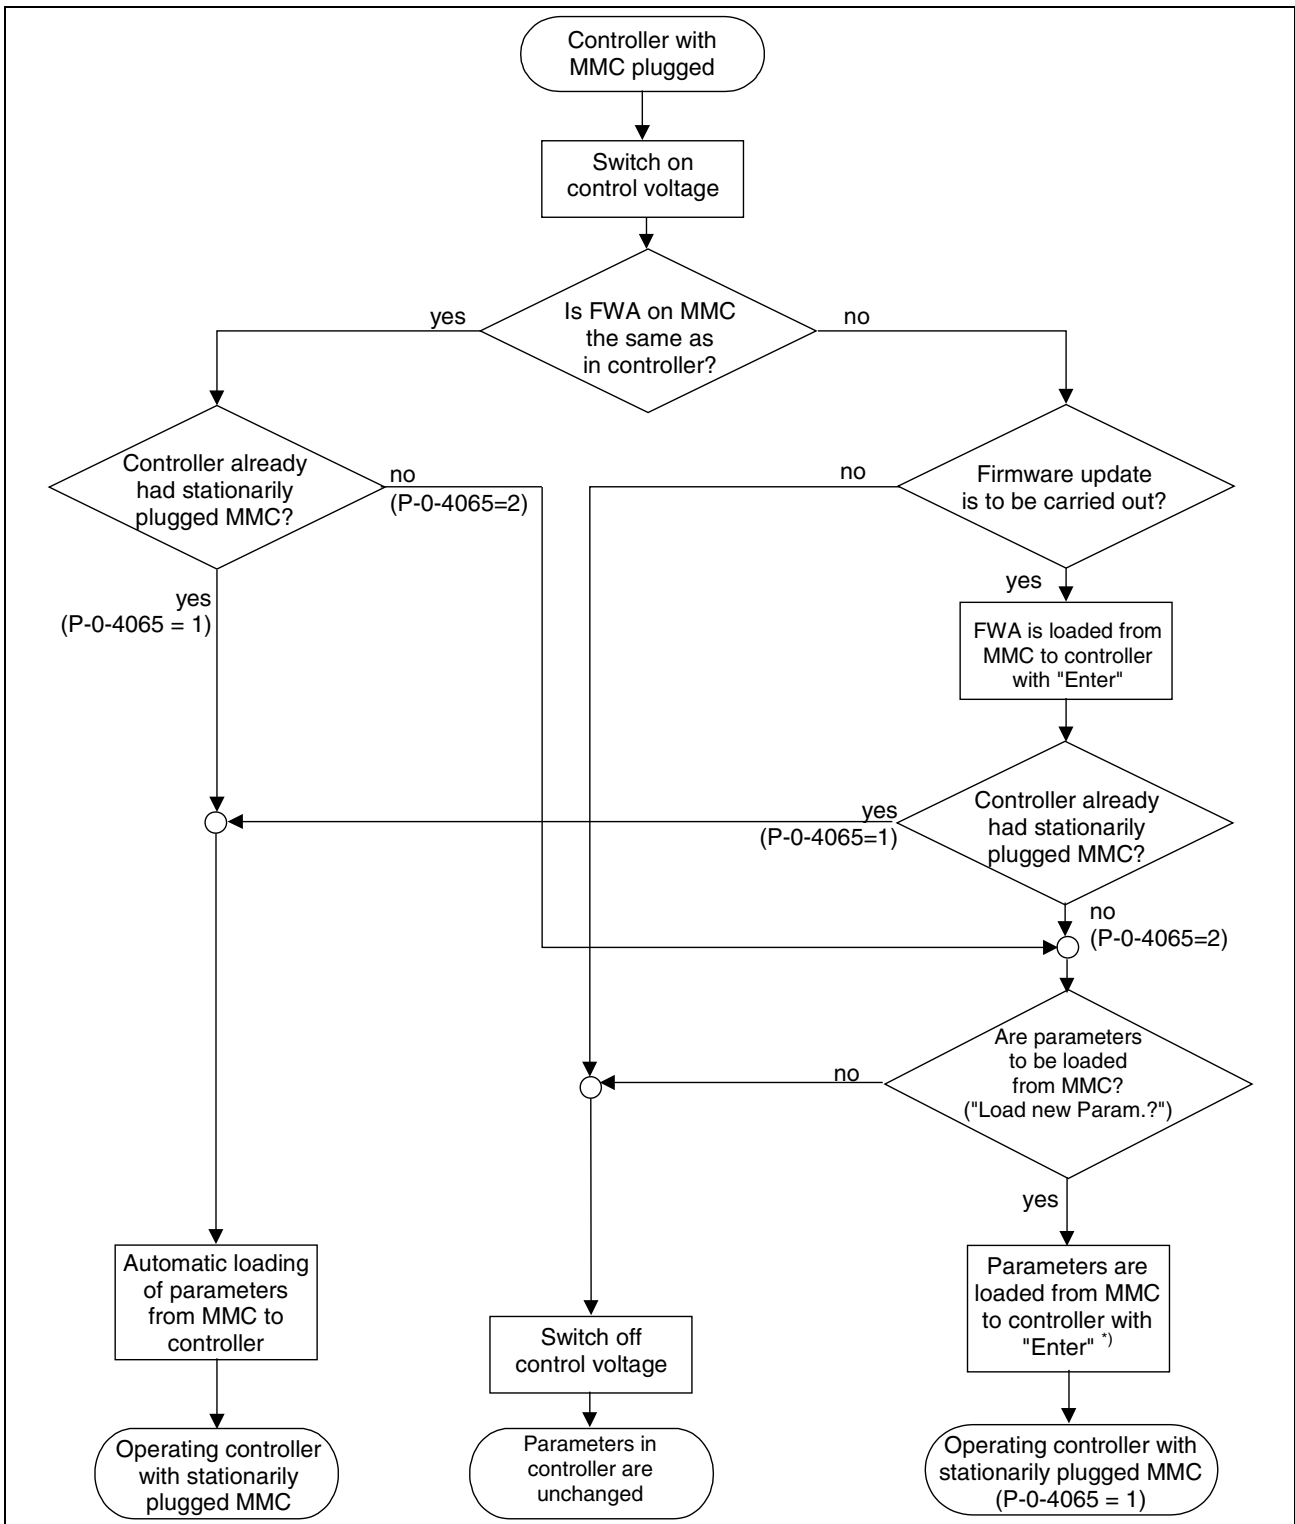 Controller with
MMC plugged
Switch on
control voltage
Is FWA on MMC
the same as
in controller?
yes
no
Controller already
had stationarily
plugged MMC?
no
(P-0-4065=2)
yes
(P-0-4065 = 1)
Firmware update
is to be carried out?
no
yes
FWA is loaded from
MMC to controller
with "Enter"
Controller already
had stationarily
plugged MMC?
yes
(P-0-4065=1)
no
(P-0-4065=2)
Are parameters
to be loaded
from MMC?
("Load new Param.?")
no
yes
Automatic loading
of parameters
from MMC to
controller
Switch off
control voltage
Parameters are
loaded from MMC
to controller with
"Enter" *)
Operating controller
with stationarily
plugged MMC
Parameters in
controller are
unchanged
Operating controller with
stationarily plugged MMC
(P-0-4065 = 1)